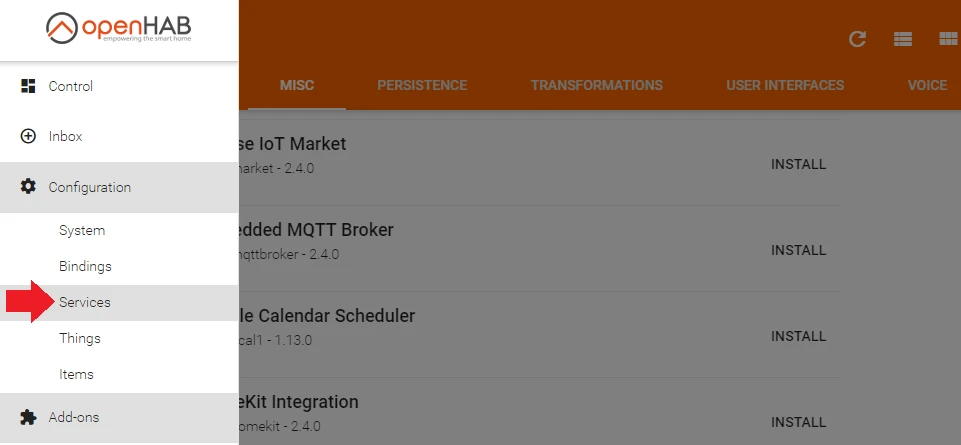 openHAB
empowering the smart home
Control
Inbox
Configuration
System
Bindings
Services
Things
Items
Add-ons
MISC
PERSISTENCE
TRANSFORMATIONS
USER INTERFACES
VOICE
se IoT Market
market - 2.4.0
INSTALL
edded MQTT Broker
mqttbroker - 2.4.0
INSTALL
le Calendar Scheduler
cal1 - 1.13.0
INSTALL
eKit Integration
omekit - 2.4.0
INSTALL